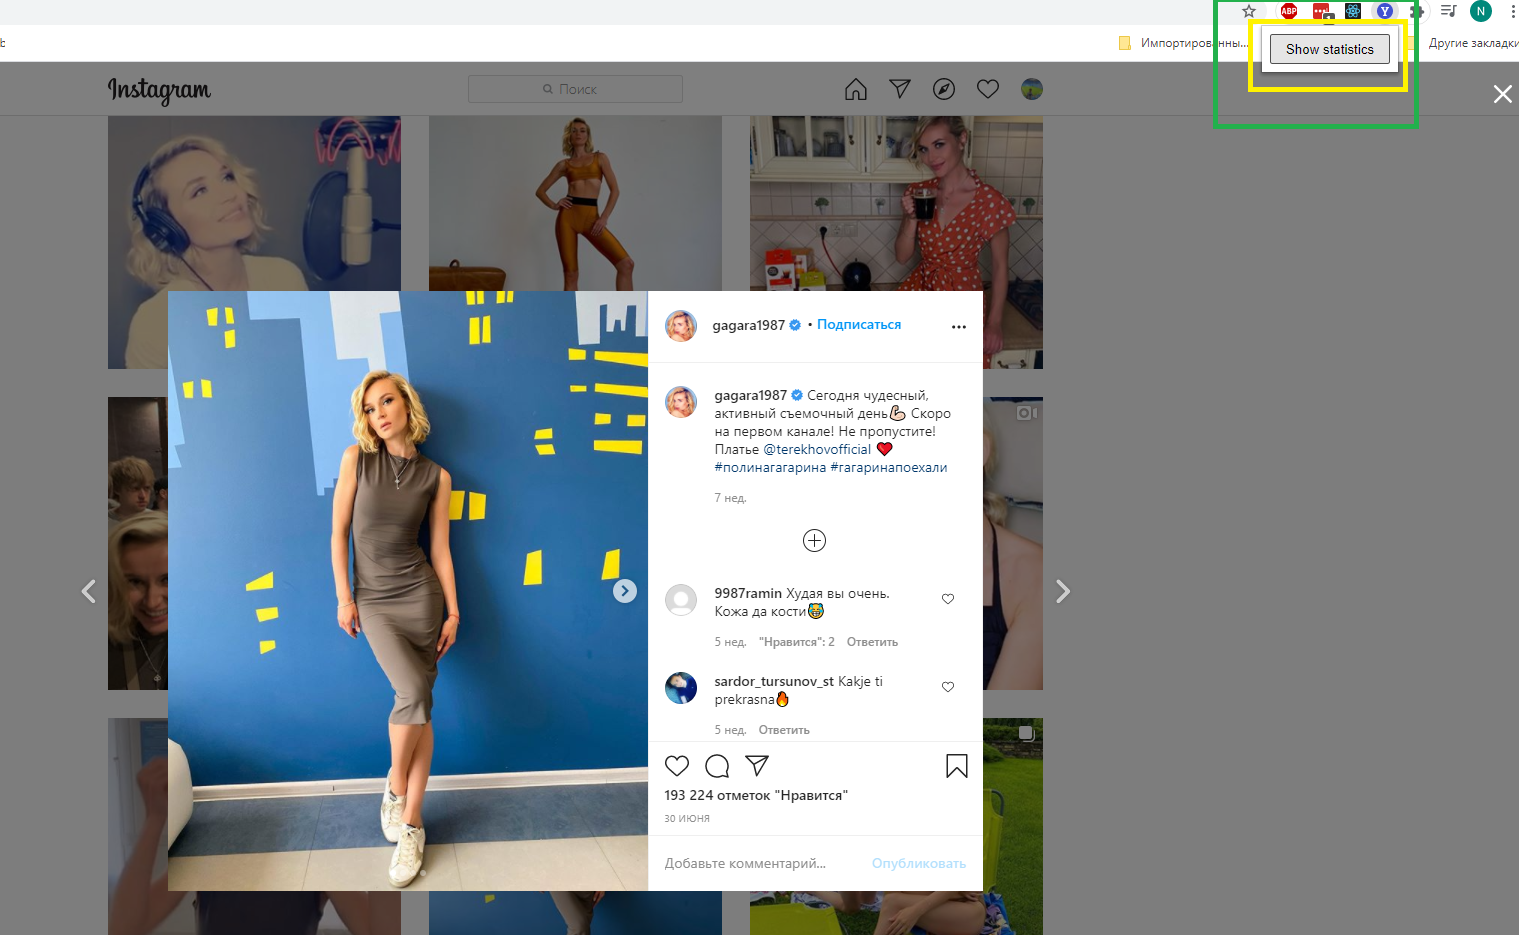 ABP
1
Y
N
ь
Импортированны...
Show statistics
Другие закладки
Instagram
Поиск
gagara1987 • Подписаться
gagara1987 Сегодня чудесный,
активный съемочный день💪🏻 Скоро
на первом канале! Не пропустите!
Платье @terekhovofficial ❤️
#полинагагарина #гагаринапоехали
7 нед.
9987ramin Худая вы очень.
Кожа да кости
5 нед. "Нравится": 2 Ответить
sardor_tursunov_st Kakje ti
prekrasna🔥
5 нед. Ответить
193 224 отметок "Нравится"
30 ИЮНЯ
Добавьте комментарий...
Опубликовать